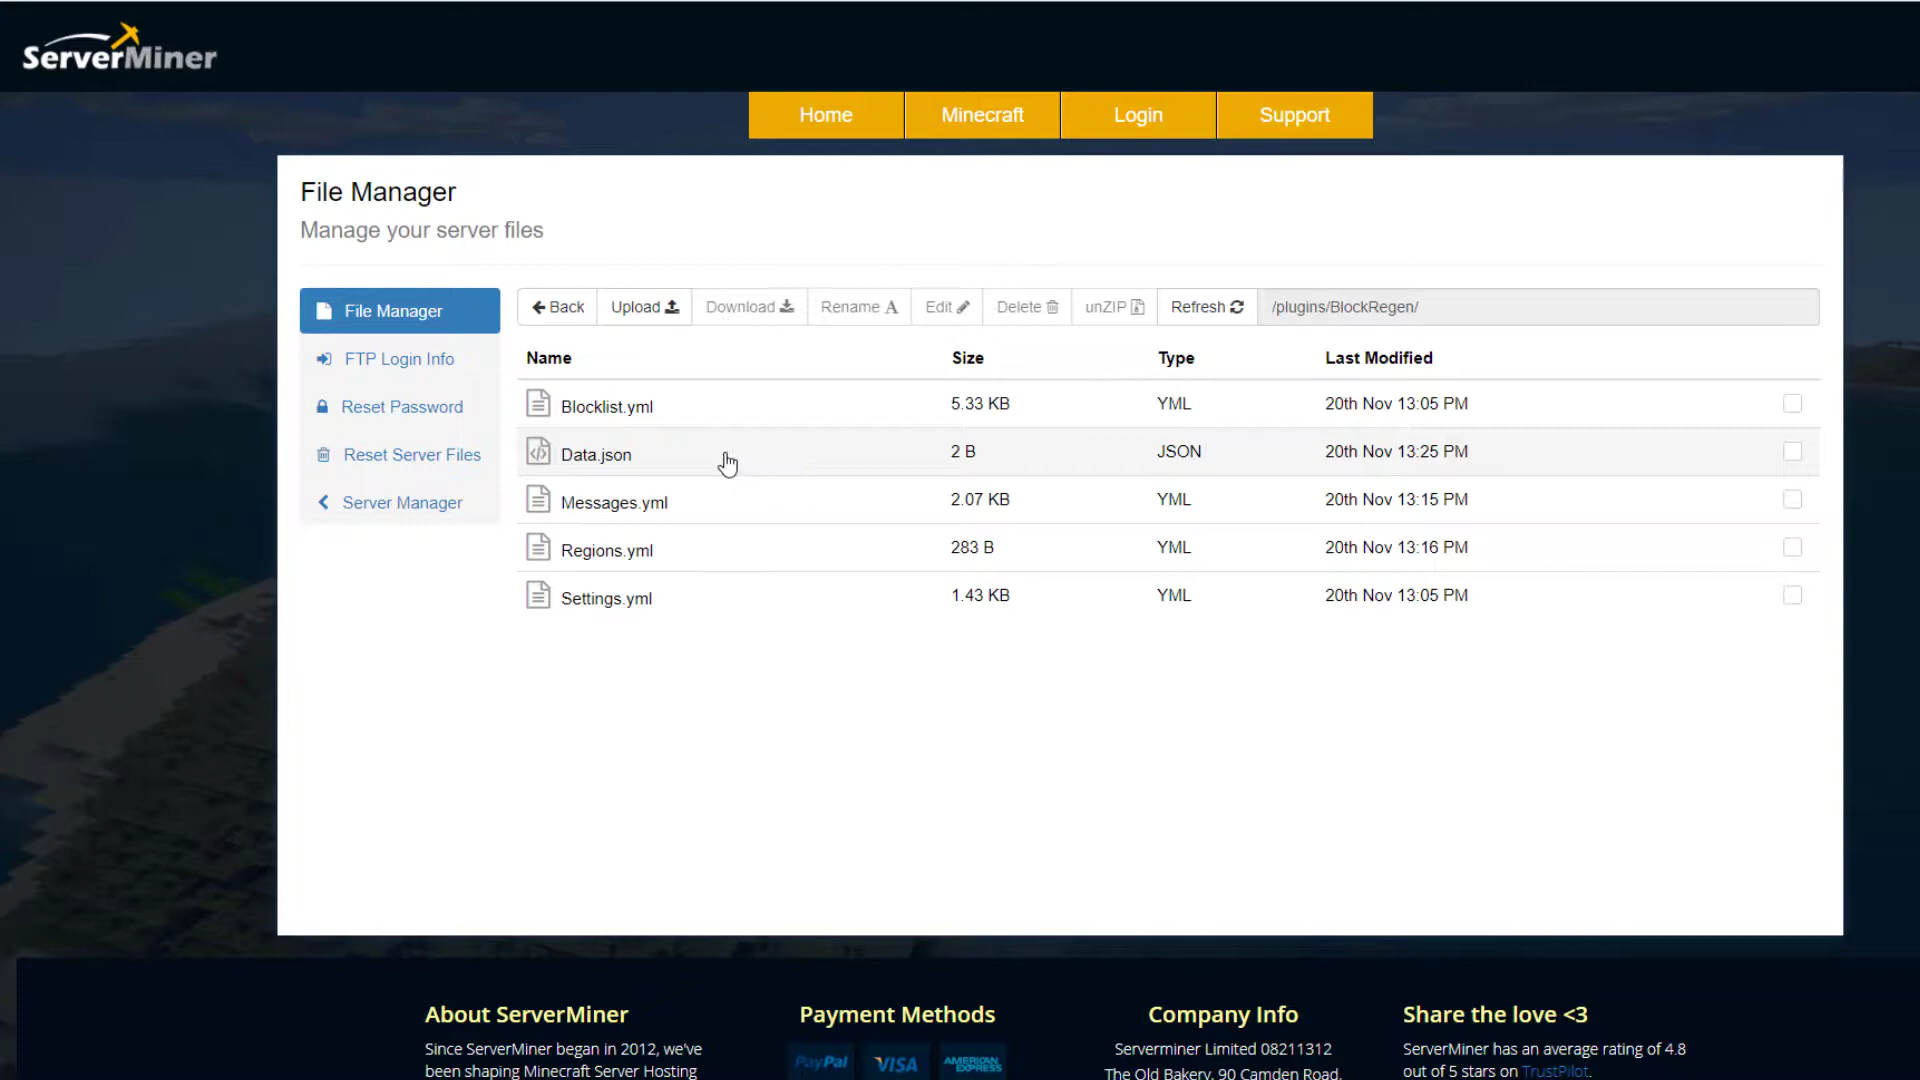 ServerMiner
Home
Minecraft
Login
Support
File Manager
Manage your server files
File Manager
FTP Login Info
Reset Password
Reset Server Files
Server Manager
Back
Upload
Download
Rename
Edit
Delete
unZIP
Refresh
/plugins/BlockRegen/
Name Size Type Last Modified
Blocklist.yml 5.33 KB YML 20th Nov 13:05 PM
Data.json 2 B JSON 20th Nov 13:25 PM
Messages.yml 2.07 KB YML 20th Nov 13:15 PM
Regions.yml 283 B YML 20th Nov 13:16 PM
Settings.yml 1.43 KB YML 20th Nov 13:05 PM
About ServerMiner
Since ServerMiner began in 2012, we've
been shaping Minecraft Server Hosting
Payment Methods
PayPal
VISA
AMERICAN EXPRESS
Company Info
Serverminer Limited 08211312
The Old Bakery, 90 Camden Road,
Share the love <3
ServerMiner has an average rating of 4.8
out of 5 stars on TrustPilot.